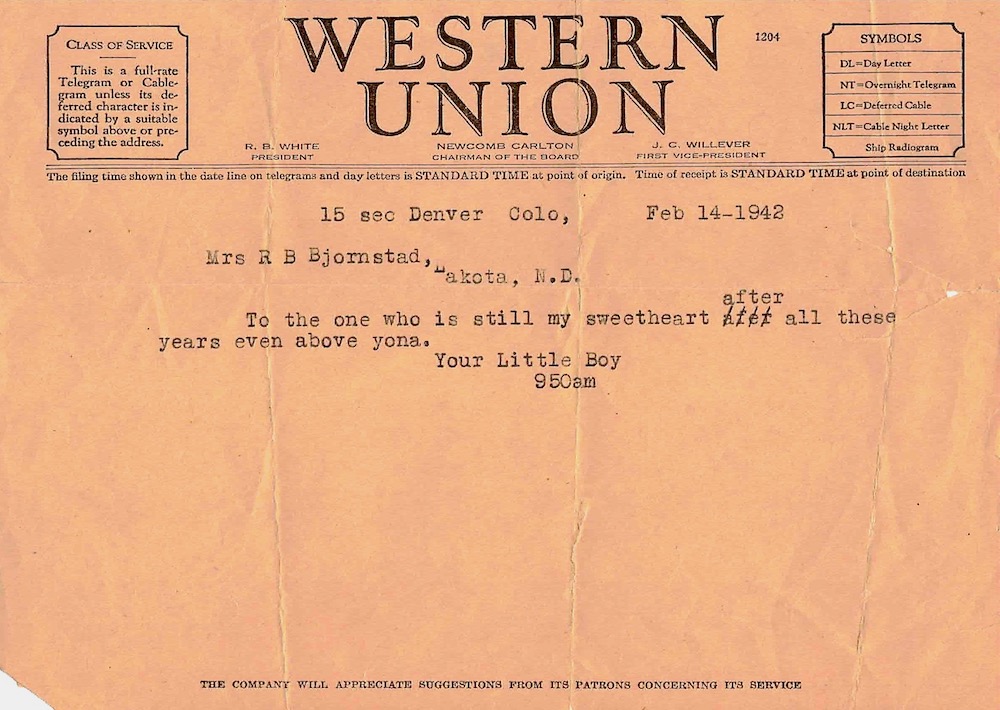 CLASS OF SERVICE
This is a full-rate
Telegram or Cable-
gram unless its de-
ferred character is in-
dicated by a suitable
symbol above or pre-
ceding the address.
WESTERN
UNION
1204
SYMBOLS
DL=Day Letter
NT=Overnight Telegram
LC=Deferred Cable
NLT=Cable Night Letter
Ship Radiogram
R. B. WHITE
PRESIDENT
NEWCOMB CARLTON
CHAIRMAN OF THE BOARD
J. C. WILLEVER
FIRST VICE-PRESIDENT
The filing time shown in the date line on telegrams and day letters is STANDARD TIME at point of origin. Time of receipt is STANDARD TIME at point of destination
15 sec Denver Colo, Feb 14-1942
Mrs R B Bjornstad,
Lakota, N.D.
after
To the one who is still my sweetheart all these
years even above yona.
Your Little Boy
950am
THE COMPANY WILL APPRECIATE SUGGESTIONS FROM ITS PATRONS CONCERNING ITS SERVICE